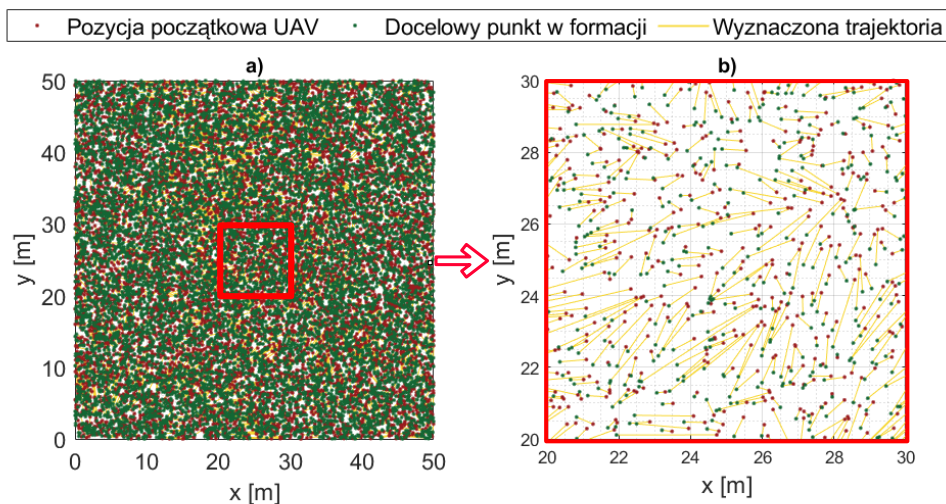 Pozycja początkowa UAV Docelowy punkt w formacji Wyznaczona trajektoria
a)
50
40
30
20
10
0
y [m]
0 10 20 30 40 50
x [m]
b)
30
28
26
24
22
20
y [m]
20 22 24 26 28 30
x [m]